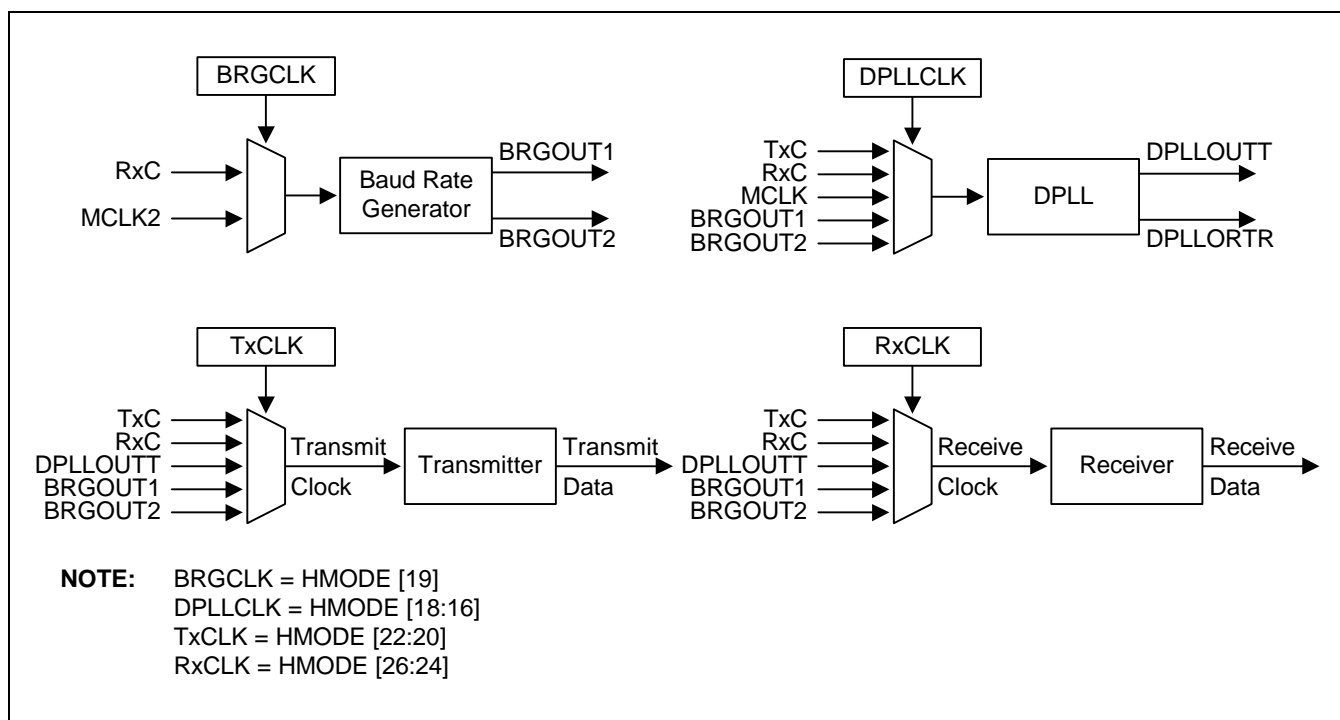 BRGCLK
RxC
MCLK2
Baud Rate
Generator
BRGOUT1
BRGOUT2
DPLLCLK
TxC
RxC
MCLK
BRGOUT1
BRGOUT2
DPLL
DPLLOUTT
DPLLORTR
TxCLK
TxC
RxC
DPLLOUTT
BRGOUT1
BRGOUT2
Transmit
Clock
Transmitter
Transmit
Data
RxCLK
TxC
RxC
DPLLOUTT
BRGOUT1
BRGOUT2
Receive
Clock
Receiver
Receive
Data
NOTE: BRGCLK = HMODE [19]
DPLLCLK = HMODE [18:16]
TxCLK = HMODE [22:20]
RxCLK = HMODE [26:24]